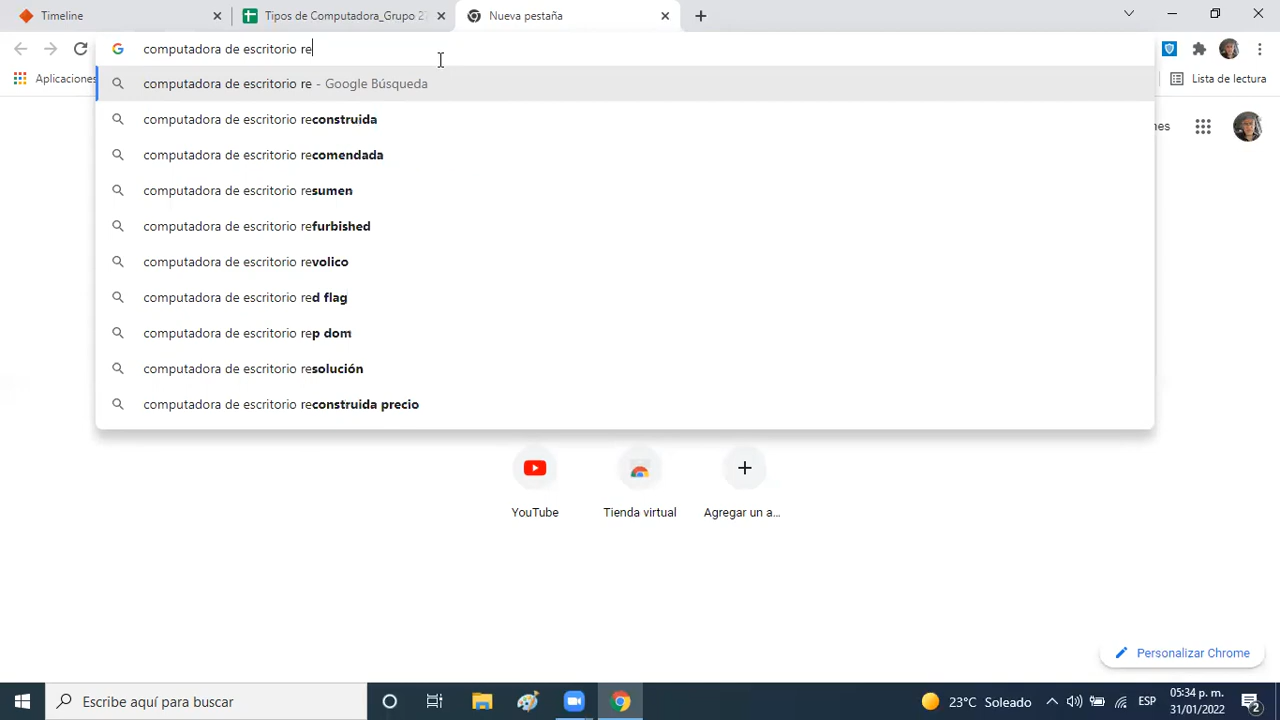 Timeline
Tipos de Computadora_Grupo 27
Nueva pestaña
computadora de escritorio re
Aplicaciones
Lista de lectura
computadora de escritorio re - Google Búsqueda
computadora de escritorio reconstruida
computadora de escritorio recomendada
computadora de escritorio resumen
computadora de escritorio refurbished
computadora de escritorio revolico
computadora de escritorio red flag
computadora de escritorio rep dom
computadora de escritorio resolución
computadora de escritorio reconstruida precio
nes
YouTube
Tienda virtual
Agregar un a...
Personalizar Chrome
Escribe aquí para buscar
23°C Soleado
ESP
05:34 p. m.
31/01/2022
2